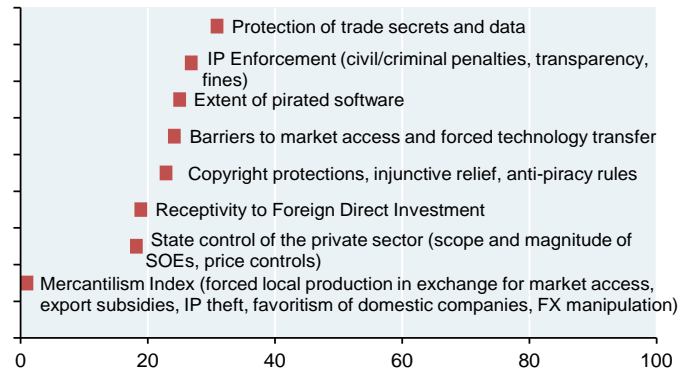 Protection of trade secrets and data
IP Enforcement (civil/criminal penalties, transparency,
fines)
Extent of pirated software
Barriers to market access and forced technology transfer
Copyright protections, injunctive relief, anti-piracy rules
Receptivity to Foreign Direct Investment
State control of the private sector (scope and magnitude of
SOEs, price controls)
Mercantilism Index (forced local production in exchange for market access,
export subsidies, IP theft, favoritism of domestic companies, FX manipulation)
0 20 40 60 80 100